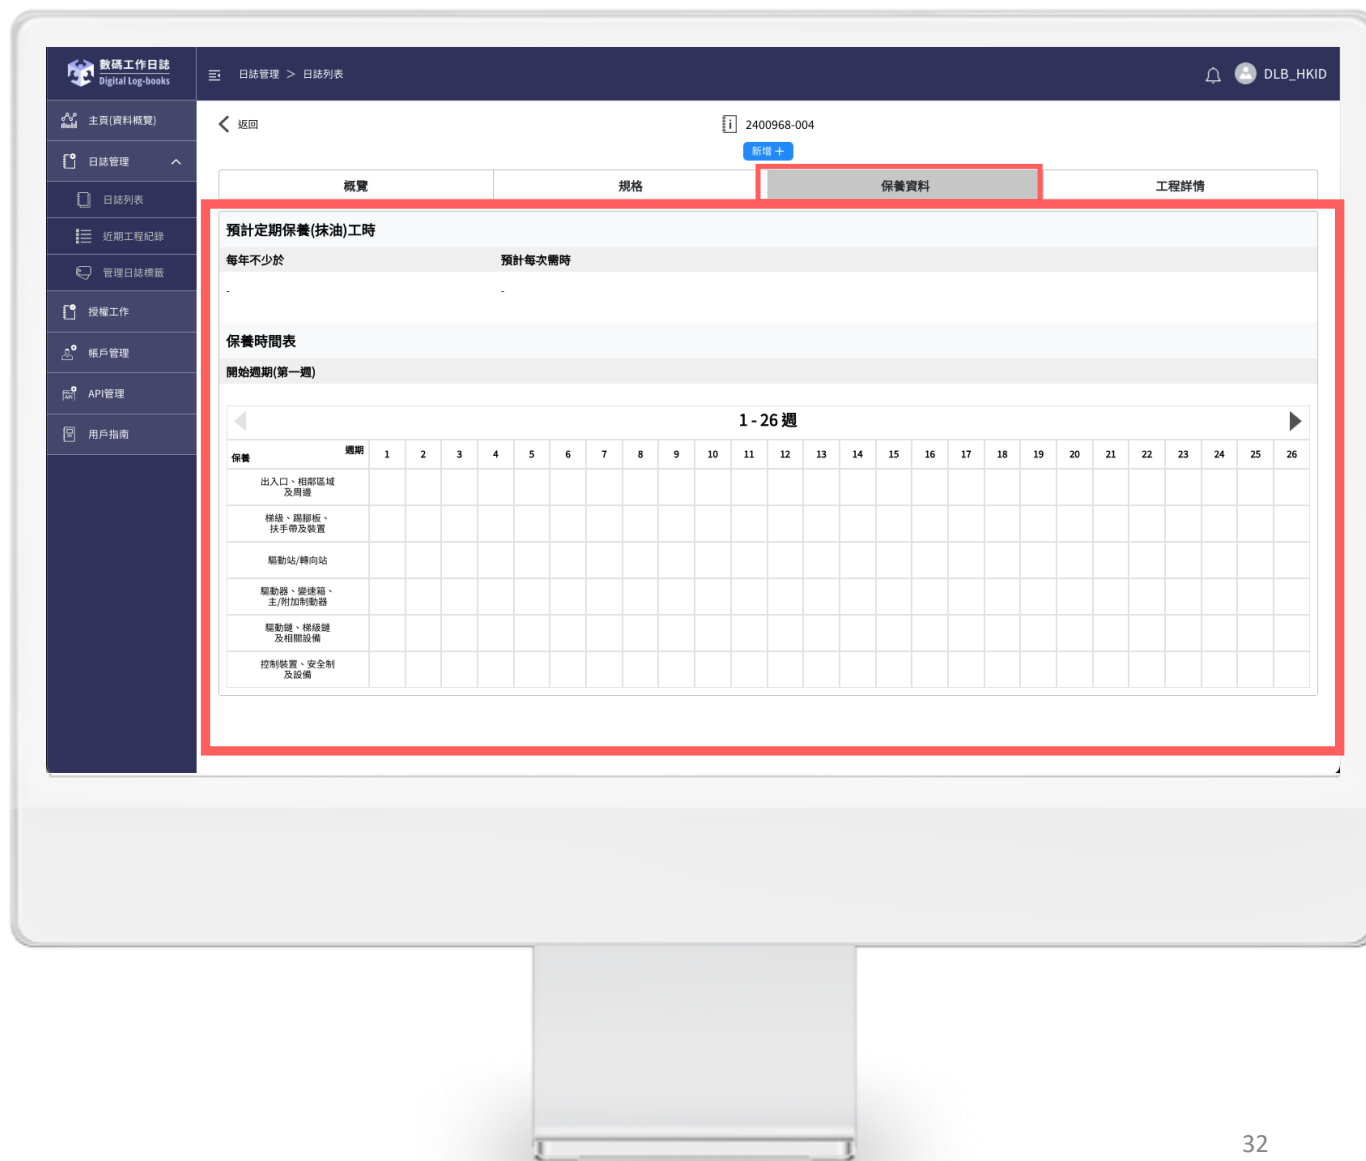 數碼工作日誌
Digital Log-books
日誌管理 > 日誌列表
DLB_HKID
主頁(資料概覽)
日誌管理
日誌列表
近期工程紀錄
管理日誌標籤
授權工作
帳戶管理
API管理
用戶指南
返回
2400968-004
新增 +
概覽 規格 保養資料 工程詳情
預計定期保養(抹油)工時
每年不少於 預計每次需時
- -
保養時間表
開始週期(第一週)
1 - 26 週
保養 週期 1 2 3 4 5 6 7 8 9 10 11 12 13 14 15 16 17 18 19 20 21 22 23 24 25 26
出入口、相鄰區域
及周邊
梯級、踢腳板、
扶手帶及裝置
驅動站/轉向站
驅動器、變速箱、
主/附加制動器
驅動鏈、梯級鏈
及相關設備
控制裝置、安全制
及設備
32